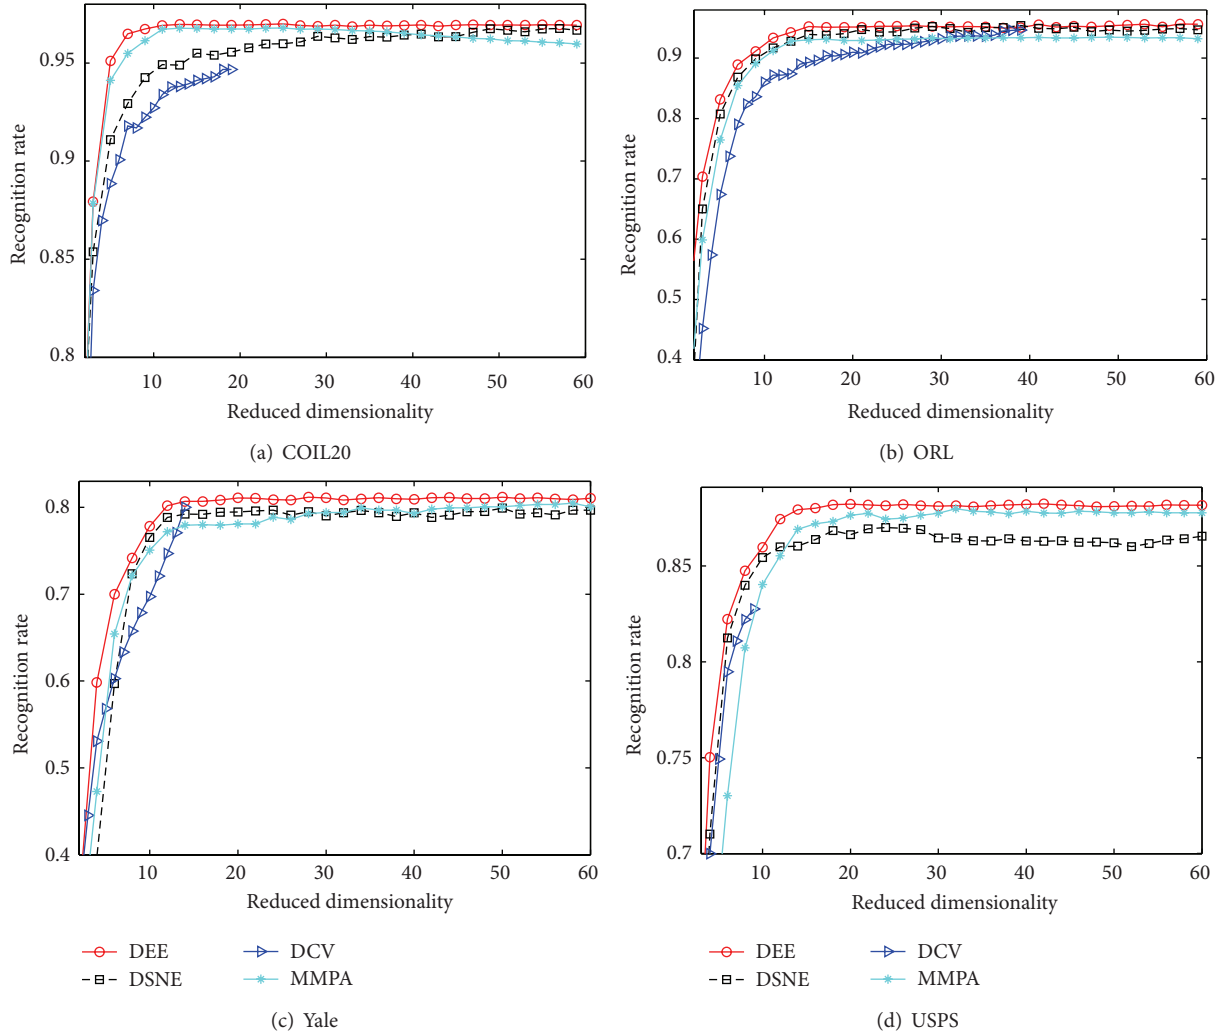 Recognition rate
0.95
0.9
0.85
0.8
10 20 30 40 50 60
Reduced dimensionality
(a) COIL20
Recognition rate
0.9
0.8
0.7
0.6
0.5
0.4
10 20 30 40 50 60
Reduced dimensionality
(b) ORL
Recognition rate
0.8
0.7
0.6
0.5
0.4
10 20 30 40 50 60
Reduced dimensionality
DEE DCV
DSNE MMPA
(c) Yale
Recognition rate
0.85
0.8
0.75
0.7
10 20 30 40 50 60
Reduced dimensionality
DEE DCV
DSNE MMPA
(d) USPS